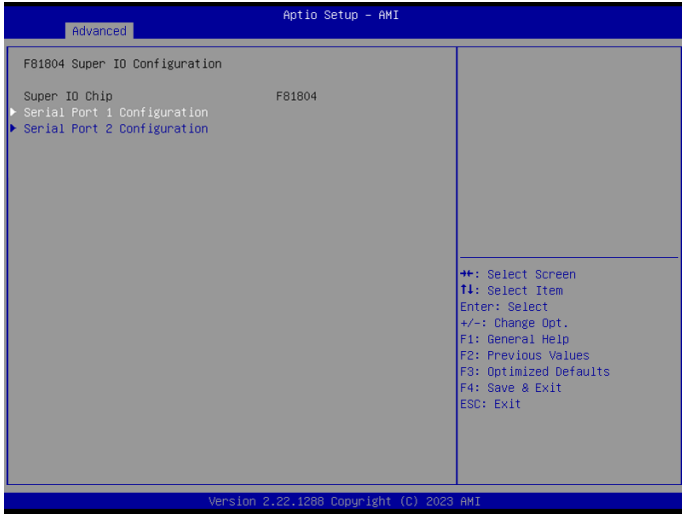 Aptio Setup - AMI
Advanced
F81804 Super IO Configuration
Super IO Chip F81804
Serial Port 1 Configuration
Serial Port 2 Configuration
→←: Select Screen
↑↓: Select Item
Enter: Select
+/-: Change Opt.
F1: General Help
F2: Previous Values
F3: Optimized Defaults
F4: Save & Exit
ESC: Exit
Version 2.22.1288 Copyright (C) 2023 AMI